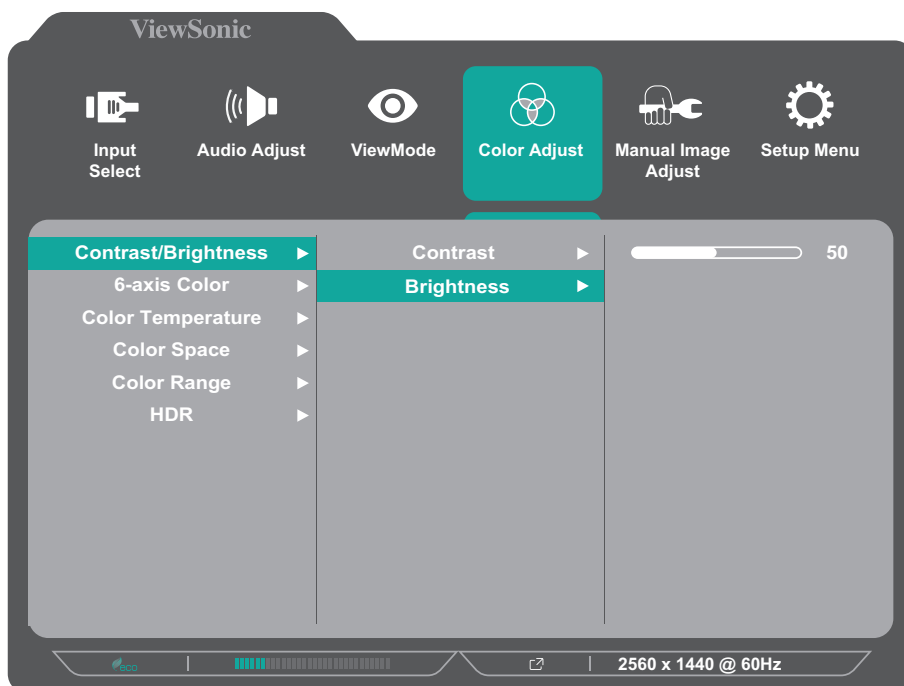 ViewSonic
Input
Select
Audio Adjust
ViewMode
Color Adjust
Manual Image
Adjust
Setup Menu
Contrast/Brightness
6-axis Color
Color Temperature
Color Space
Color Range
HDR
Contrast
Brightness
50
eco
2560 x 1440 @ 60Hz